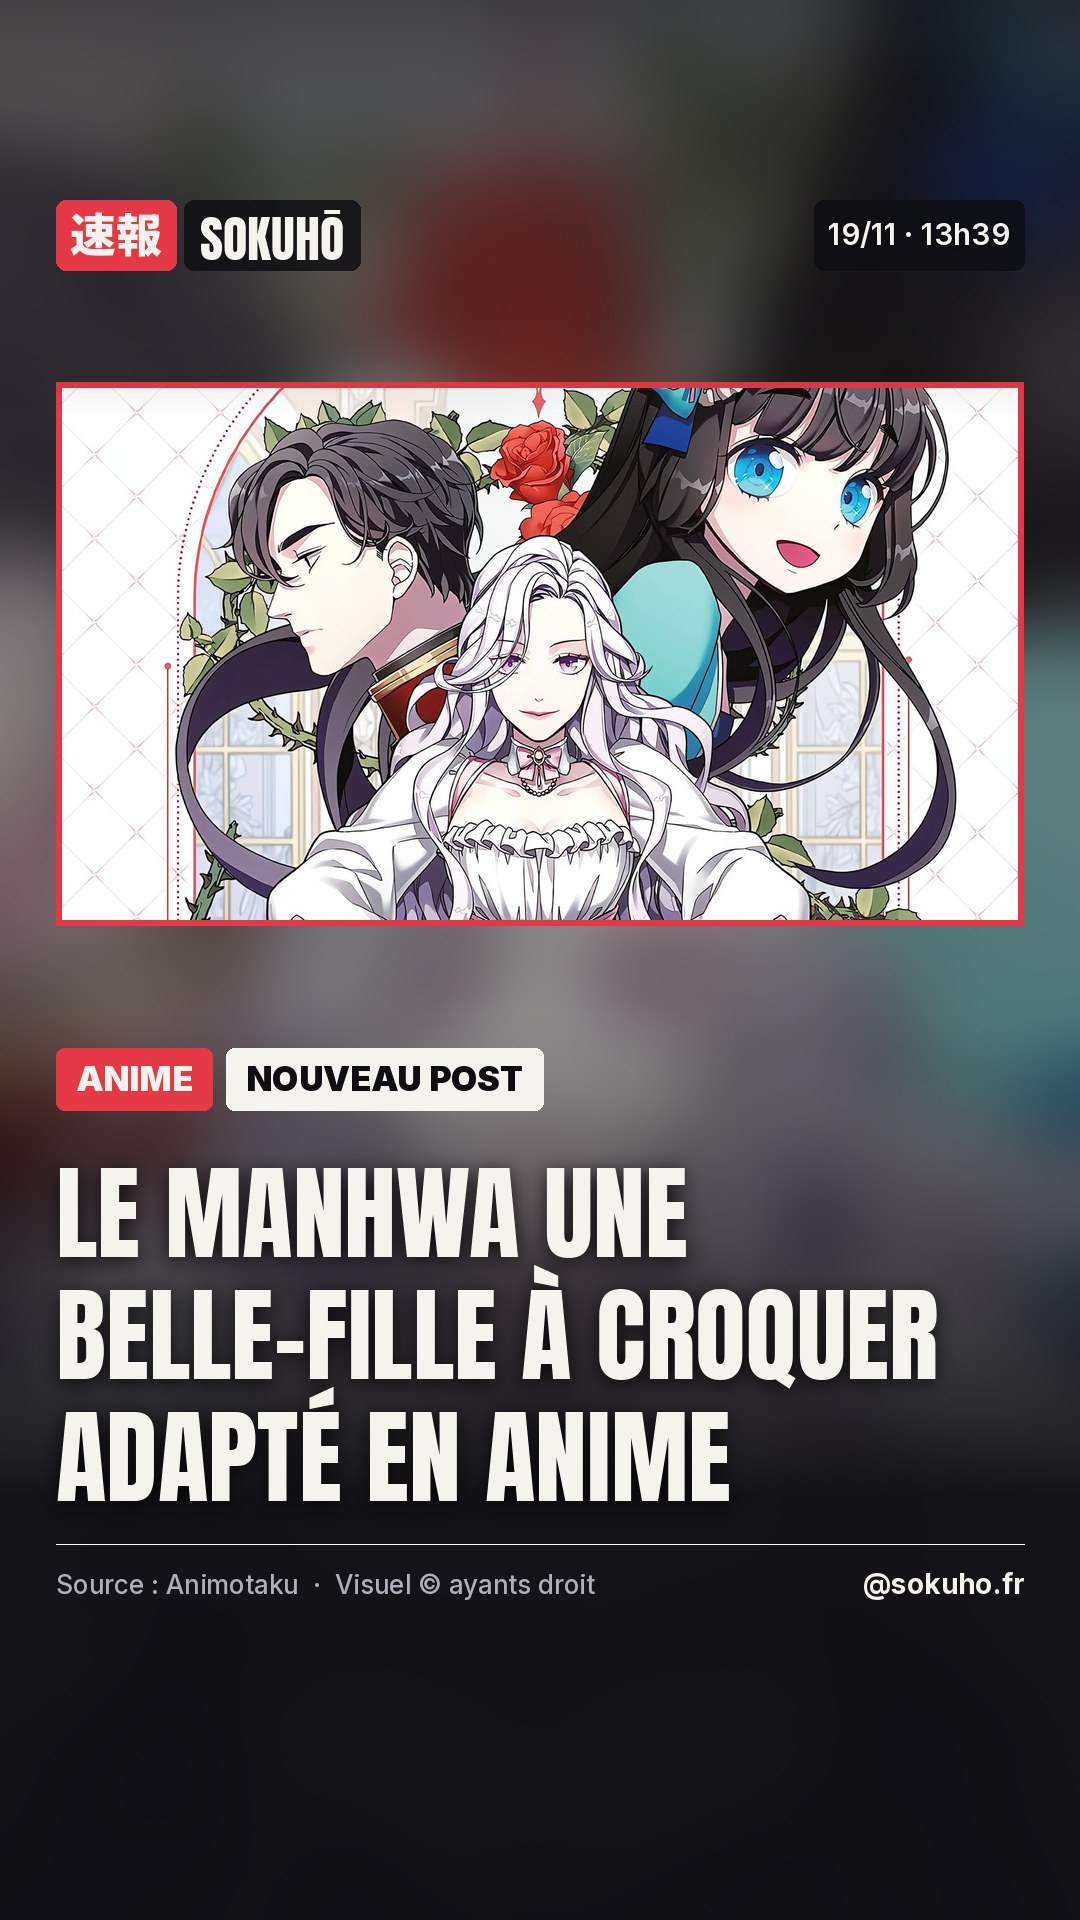 速報 SOKUHŌ
19/11 · 13h39
ANIME
NOUVEAU POST
LE MANHWA UNE
BELLE-FILLE À CROQUER
ADAPTÉ EN ANIME
Source : Animotaku · Visuel © ayants droit
@sokuho.fr